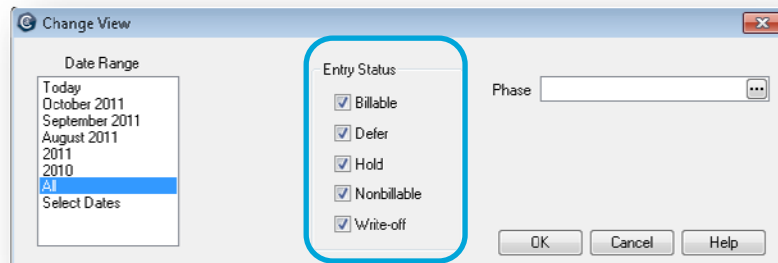 Change View
Date Range
Today
October 2011
September 2011
August 2011
2011
2010
All
Select Dates
Entry Status
Billable
Defer
Hold
Nonbillable
Write-off
Phase
...
OK
Cancel
Help